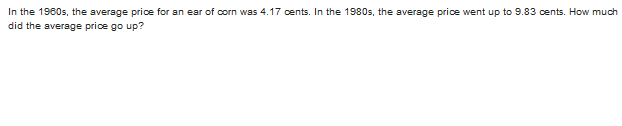 In the 1960s, the average price for an ear of corn was 4.17 cents. In the 1980s, the average price went up to 9.83 cents. How much
did the average price go up?